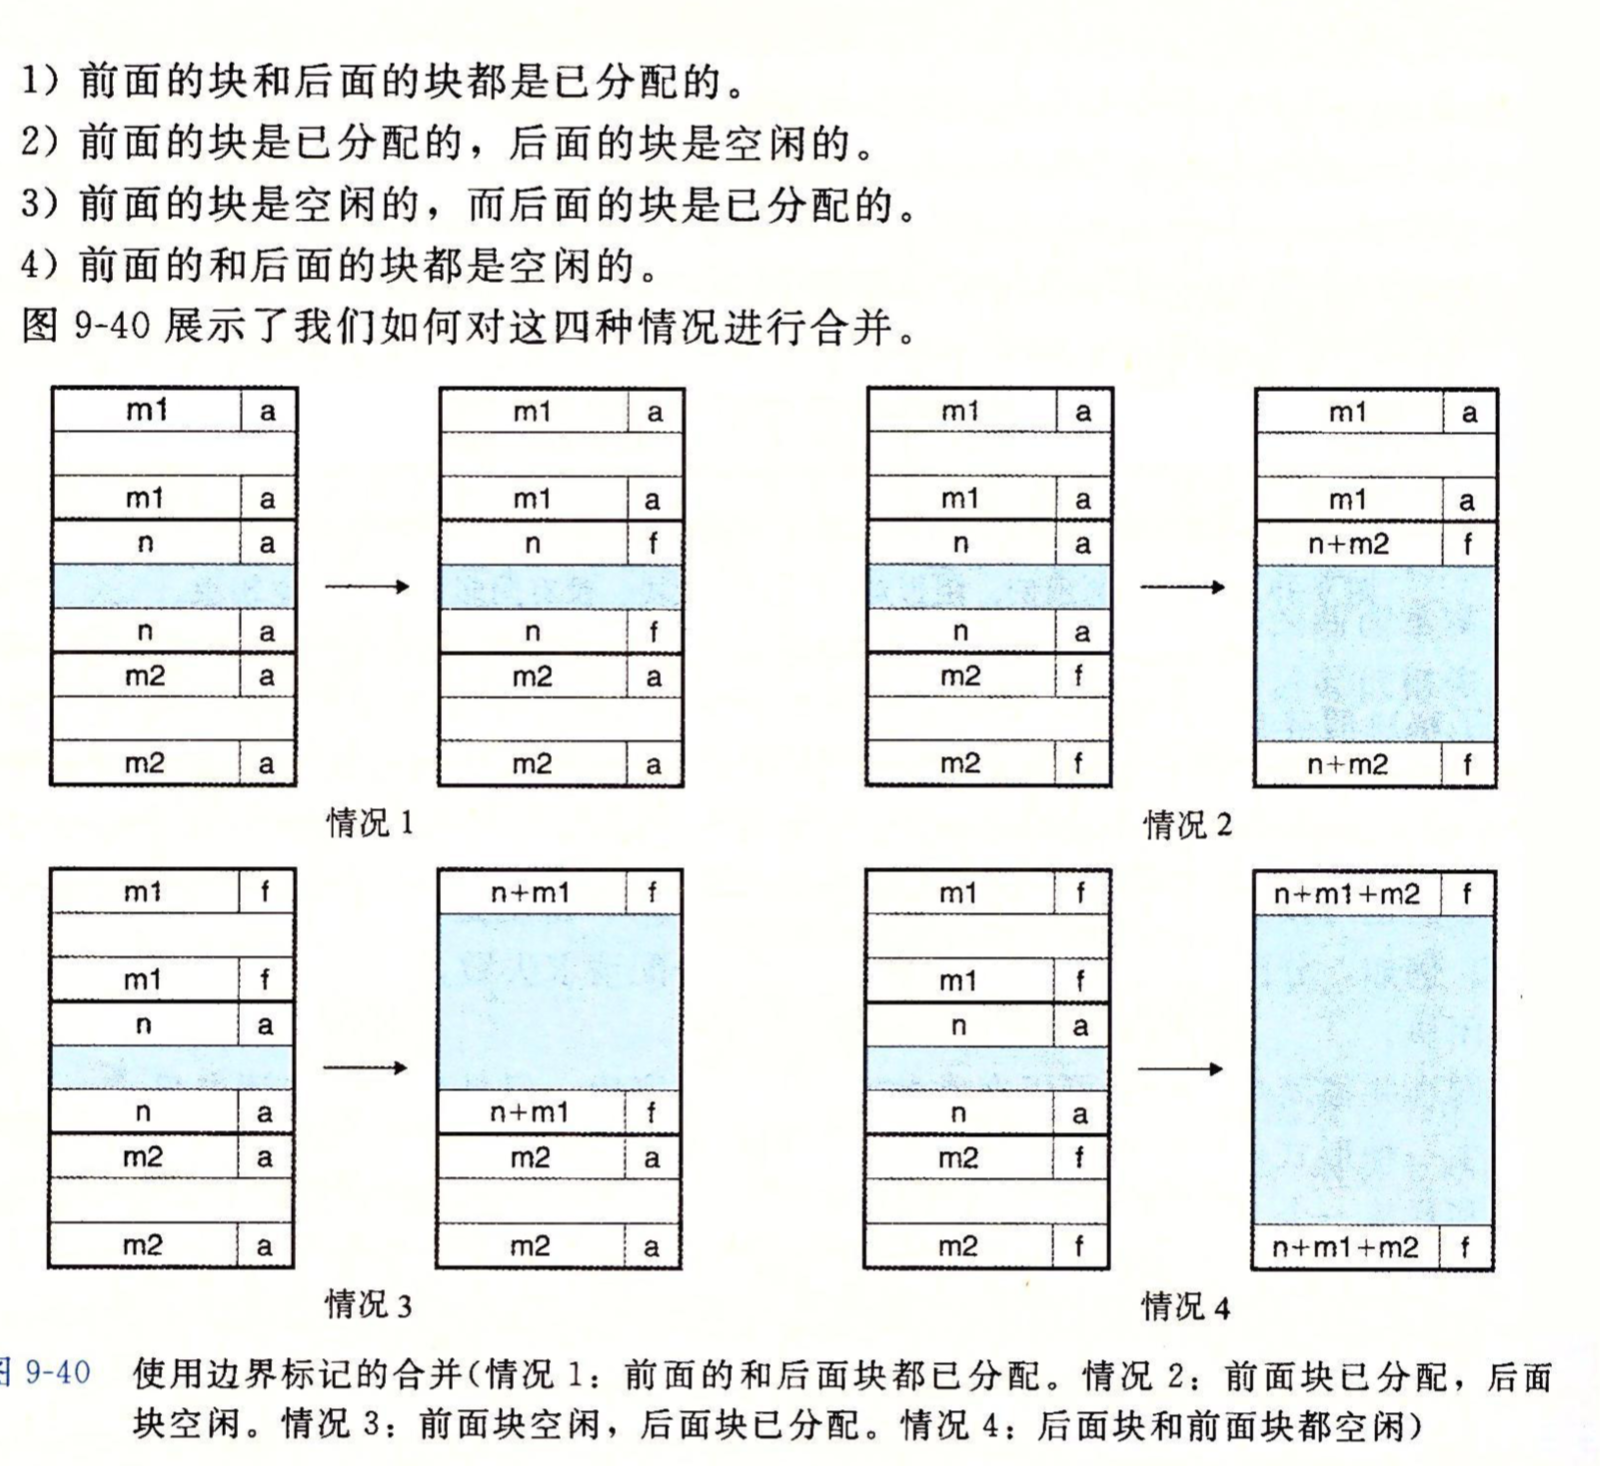 1）前面的块和后面的块都是已分配的。
2）前面的块是已分配的，后面的块是空闲的。
3）前面的块是空闲的，而后面的块是已分配的。
4）前面的和后面的块都是空闲的。
图 9-40 展示了我们如何对这四种情况进行合并。
m1 a
m1 a
n a
n a
m2 a
m2 a
m1 a
m1 a
n f
n f
m2 a
m2 a
情况 1
m1 a
m1 a
n a
n a
m2 f
m2 f
m1 a
m1 a
n+m2 f
n+m2 f
情况 2
m1 f
m1 f
n a
n a
m2 a
m2 a
n+m1 f
n+m1 f
m2 a
m2 a
情况 3
m1 f
m1 f
n a
n a
m2 f
m2 f
n+m1+m2 f
n+m1+m2 f
情况 4
图 9-40 使用边界标记的合并(情况 1：前面的和后面块都已分配。情况 2：前面块已分配，后面
块空闲。情况 3：前面块空闲，后面块已分配。情况 4：后面块和前面块都空闲)